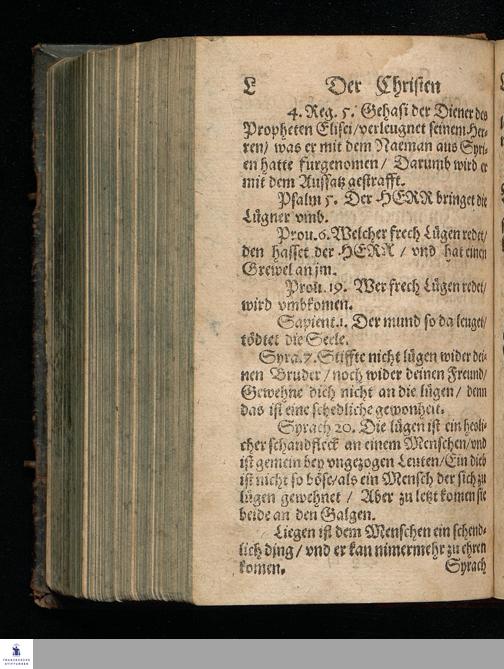 L Der Christen
4. Reg. 5. Gehasi der Diener des
Propheten Elisei/verleugnet seinem Her-
ren/ was er mit dem Naeman aus Syri-
en hatte furgenomen / Darumb wird er
mit dem Aussatz gestrafft.
Psalm 5. Der HERR bringet die
Lügner vmb.
Prou. 6. Welcher frech Lügen redet/
den hasset der HERR / vnd hat einen
Grewel an jm.
Prou. 19. Wer frech Lügen redet/
wird vmbkomen.
Sapient. 1. Der mund so da leuget/
tödtet die Seele.
Syra. 7. Stiffte nicht lügen wider dei-
nen Bruder / noch wider deinen Freund/
Gewehne dich nicht an die lügen / denn
das ist eine schedliche gewonheit.
Syrach 20. Die lügen ist ein hesli-
cher schandfleck an einem Menschen/vnd
ist gemein bey vngezogen Leuten/Ein dieb
ist nicht so böse/als ein Mensch der sich zu
lügen gewehnet / Aber zu letzt komen sie
beide an den Galgen.
Liegen ist dem Menschen ein schend-
lich ding / vnd er kan nimermehr zu ehren
komen. Syrach
FRANCKESCHE
STIFTUNGEN